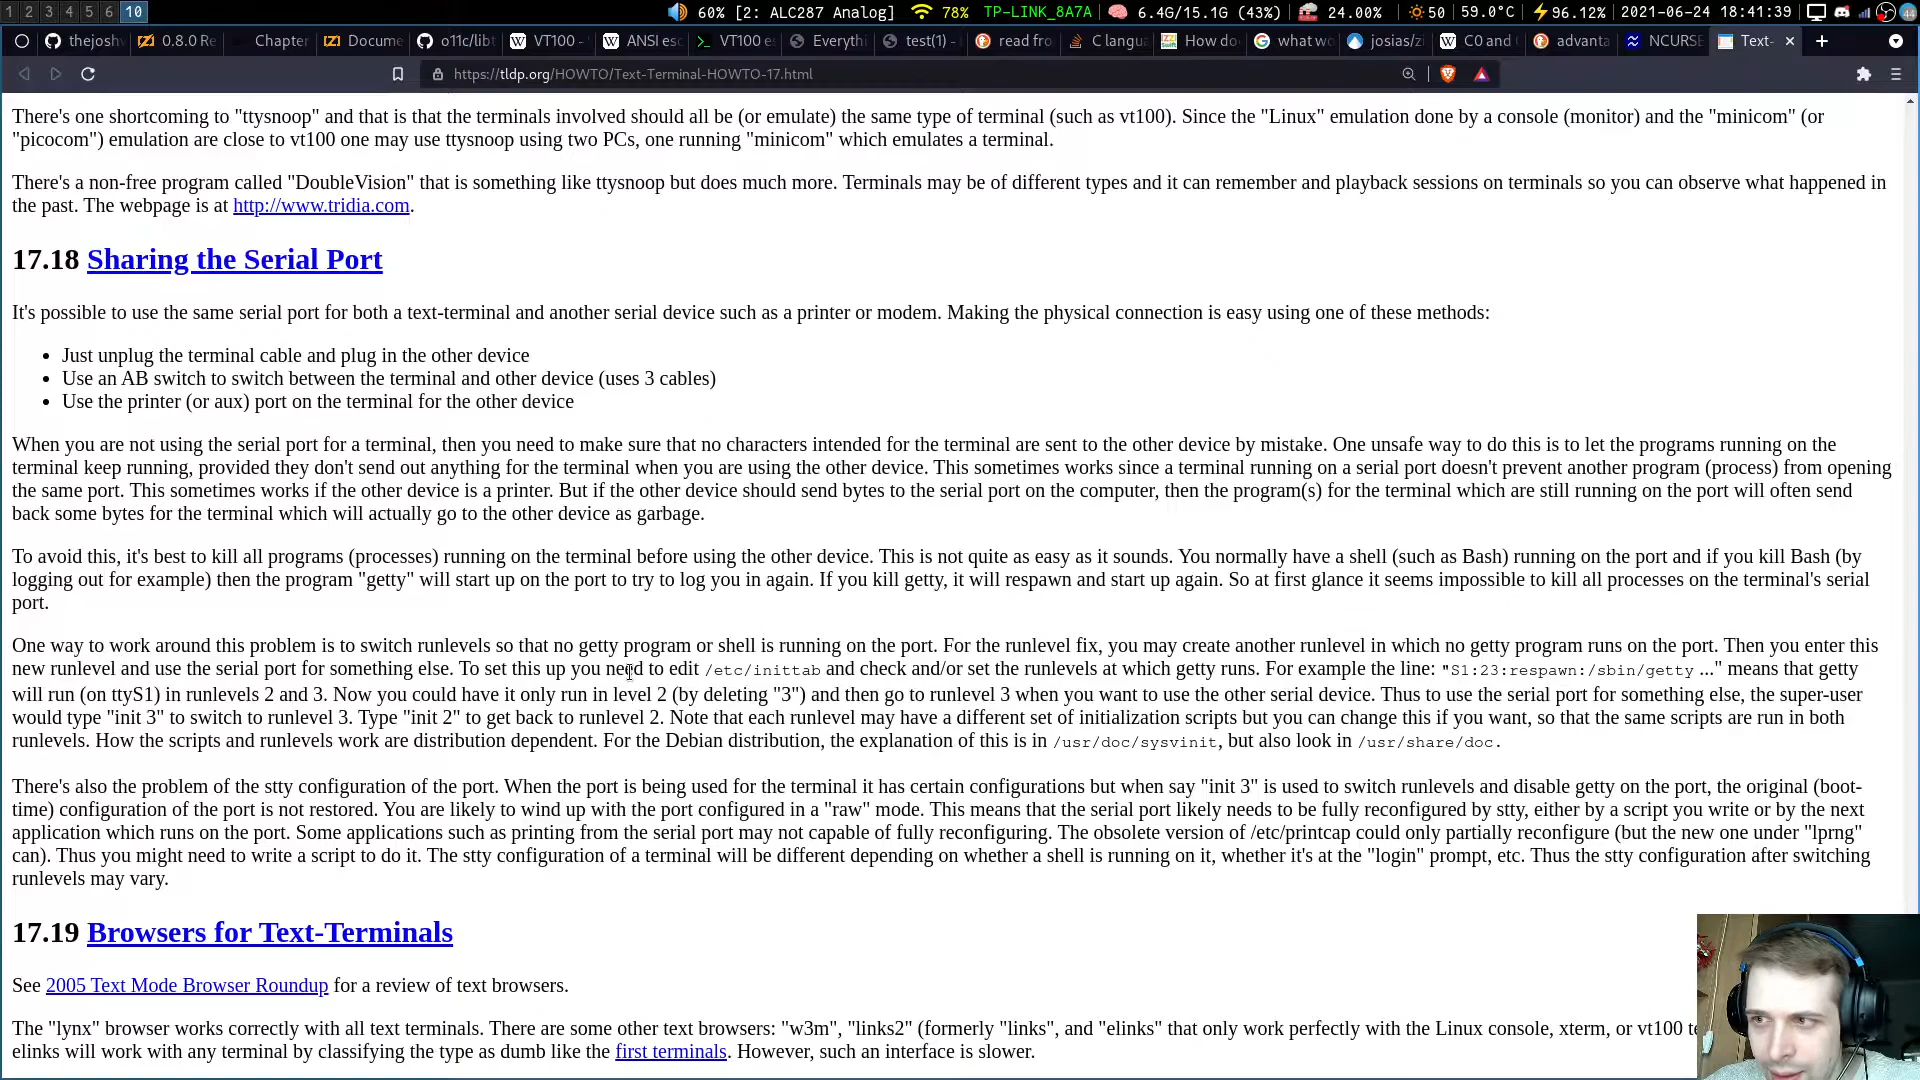 1 2 3 4 5 6 10 60% [2: ALC287 Analog] 78% TP-LINK_8A7A 6.4G/15.1G (43%) 24.00% 50 59.0°C 96.12% 2021-06-24 18:41:39 44
thejoshv 0.8.0 Re Chapter Docume o11c/libt VT100 - ANSI esc VT100 es Everythi test(1) - read fro C langua How do what wo josias/zi C0 and advanta NCURSE Text-
https://tldp.org/HOWTO/Text-Terminal-HOWTO-17.html
There's one shortcoming to "ttysnoop" and that is that the terminals involved should all be (or emulate) the same type of terminal (such as vt100). Since the "Linux" emulation done by a console (monitor) and the "minicom" (or
"picocom") emulation are close to vt100 one may use ttysnoop using two PCs, one running "minicom" which emulates a terminal.
There's a non-free program called "DoubleVision" that is something like ttysnoop but does much more. Terminals may be of different types and it can remember and playback sessions on terminals so you can observe what happened in
the past. The webpage is at http://www.tridia.com.
17.18 Sharing the Serial Port
It's possible to use the same serial port for both a text-terminal and another serial device such as a printer or modem. Making the physical connection is easy using one of these methods:
• Just unplug the terminal cable and plug in the other device
• Use an AB switch to switch between the terminal and other device (uses 3 cables)
• Use the printer (or aux) port on the terminal for the other device
When you are not using the serial port for a terminal, then you need to make sure that no characters intended for the terminal are sent to the other device by mistake. One unsafe way to do this is to let the programs running on the
terminal keep running, provided they don't send out anything for the terminal when you are using the other device. This sometimes works since a terminal running on a serial port doesn't prevent another program (process) from opening
the same port. This sometimes works if the other device is a printer. But if the other device should send bytes to the serial port on the computer, then the program(s) for the terminal which are still running on the port will often send
back some bytes for the terminal which will actually go to the other device as garbage.
To avoid this, it's best to kill all programs (processes) running on the terminal before using the other device. This is not quite as easy as it sounds. You normally have a shell (such as Bash) running on the port and if you kill Bash (by
logging out for example) then the program "getty" will start up on the port to try to log you in again. If you kill getty, it will respawn and start up again. So at first glance it seems impossible to kill all processes on the terminal's serial
port.
One way to work around this problem is to switch runlevels so that no getty program or shell is running on the port. For the runlevel fix, you may create another runlevel in which no getty program runs on the port. Then you enter this
new runlevel and use the serial port for something else. To set this up you need to edit /etc/inittab and check and/or set the runlevels at which getty runs. For example the line: "S1:23:respawn:/sbin/getty ..." means that getty
will run (on ttyS1) in runlevels 2 and 3. Now you could have it only run in level 2 (by deleting "3") and then go to runlevel 3 when you want to use the other serial device. Thus to use the serial port for something else, the super-user
would type "init 3" to switch to runlevel 3. Type "init 2" to get back to runlevel 2. Note that each runlevel may have a different set of initialization scripts but you can change this if you want, so that the same scripts are run in both
runlevels. How the scripts and runlevels work are distribution dependent. For the Debian distribution, the explanation of this is in /usr/doc/sysvinit, but also look in /usr/share/doc.
There's also the problem of the stty configuration of the port. When the port is being used for the terminal it has certain configurations but when say "init 3" is used to switch runlevels and disable getty on the port, the original (boot-
time) configuration of the port is not restored. You are likely to wind up with the port configured in a "raw" mode. This means that the serial port likely needs to be fully reconfigured by stty, either by a script you write or by the next
application which runs on the port. Some applications such as printing from the serial port may not capable of fully reconfiguring. The obsolete version of /etc/printcap could only partially reconfigure (but the new one under "lprng"
can). Thus you might need to write a script to do it. The stty configuration of a terminal will be different depending on whether a shell is running on it, whether it's at the "login" prompt, etc. Thus the stty configuration after switching
runlevels may vary.
17.19 Browsers for Text-Terminals
See 2005 Text Mode Browser Roundup for a review of text browsers.
The "lynx" browser works correctly with all text terminals. There are some other text browsers: "w3m", "links2" (formerly "links", and "elinks" that only work perfectly with the Linux console, xterm, or vt100
elinks will work with any terminal by classifying the type as dumb like the first terminals. However, such an interface is slower.